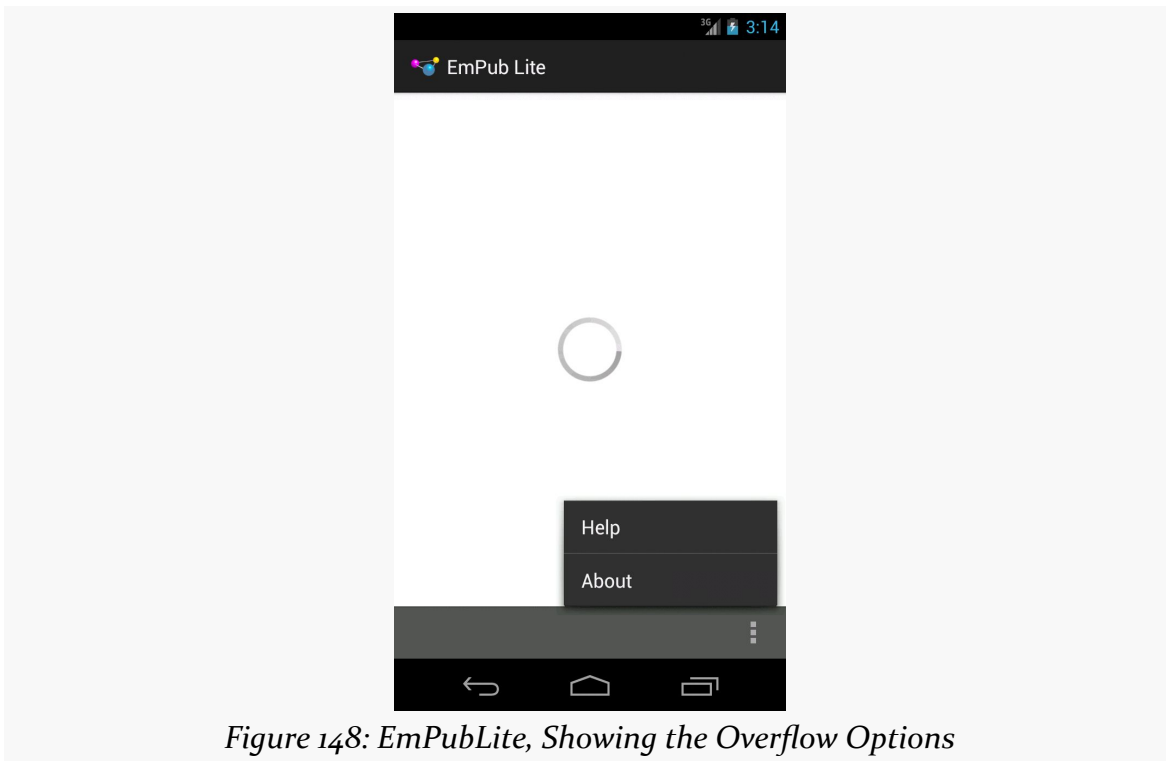 3G 3:14
EmPub Lite
Help
About
Figure 148: EmPubLite, Showing the Overflow Options